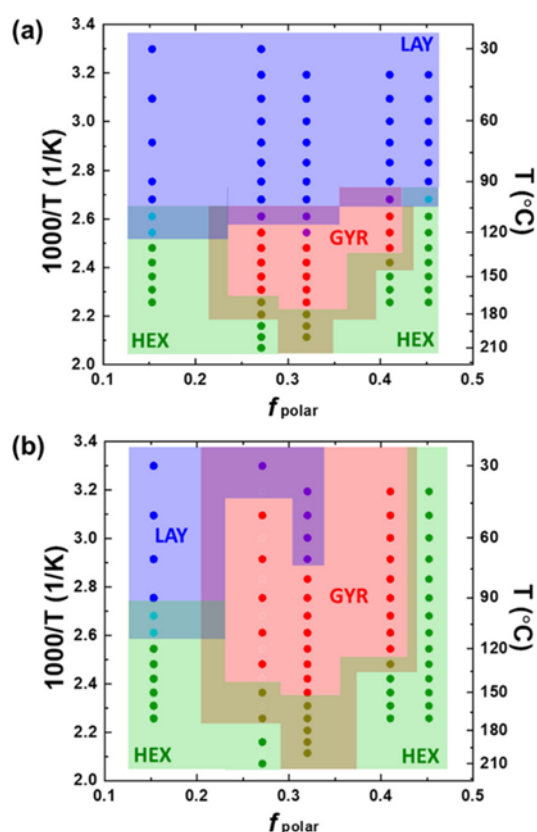 (a)
3.4
3.2
3.0
2.8
2.6
2.4
2.2
2.0
1000/T (1/K)
LAY
GYR
HEX
HEX
30
60
90
120
150
180
210
T (°C)
0.1 0.2 0.3 0.4 0.5
f polar
(b)
3.4
3.2
3.0
2.8
2.6
2.4
2.2
2.0
1000/T (1/K)
LAY
GYR
HEX
HEX
30
60
90
120
150
180
210
T (°C)
0.1 0.2 0.3 0.4 0.5
f polar